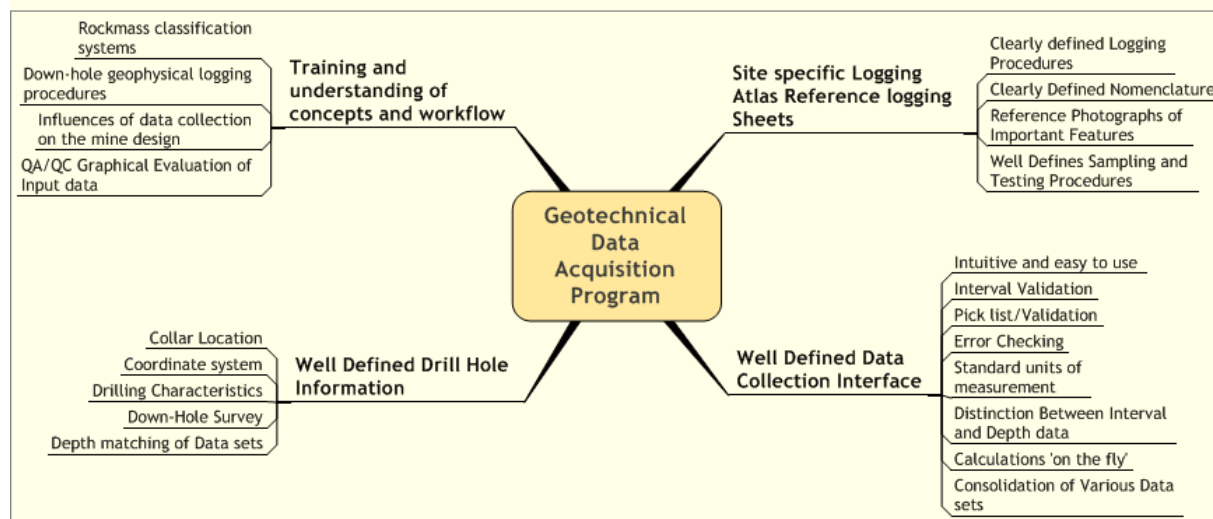 Rockmass classification
systems
Down-hole geophysical logging
procedures
Influences of data collection
on the mine design
QA/QC Graphical Evaluation of
Input data
Training and
understanding of
concepts and workflow
Site specific Logging
Atlas Reference logging
Sheets
Clearly defined Logging
Procedures
Clearly Defined Nomenclature
Reference Photographs of
Important Features
Well Defines Sampling and
Testing Procedures
Geotechnical
Data
Acquisition
Program
Collar Location
Coordinate system
Drilling Characteristics
Down-Hole Survey
Depth matching of Data sets
Well Defined Drill Hole
Information
Well Defined Data
Collection Interface
Intuitive and easy to use
Interval Validation
Pick list/Validation
Error Checking
Standard units of
measurement
Distinction Between Interval
and Depth data
Calculations 'on the fly'
Consolidation of Various Data
sets